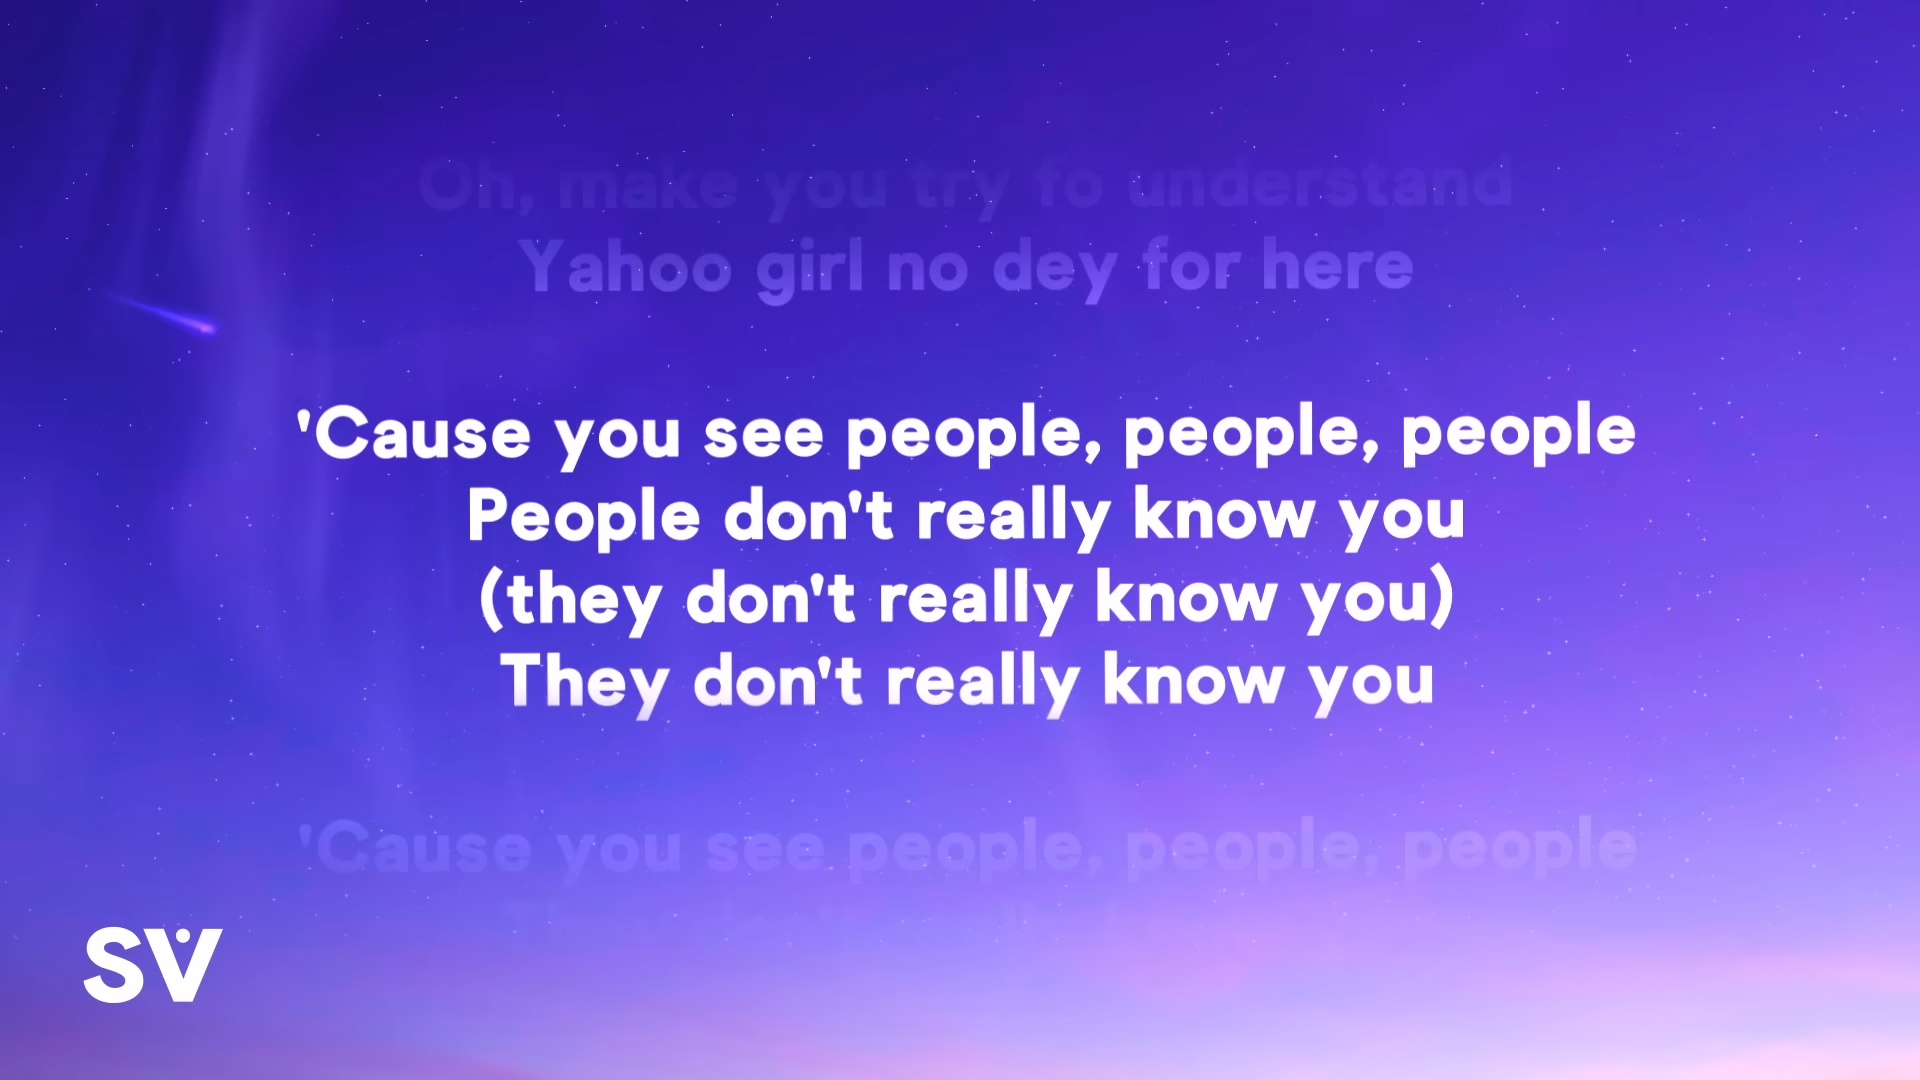 Oh, make you try fo understand
Yahoo girl no dey for here
'Cause you see people, people, people
People don't really know you
(they don't really know you)
They don't really know you
'Cause you see people, people, people
SV